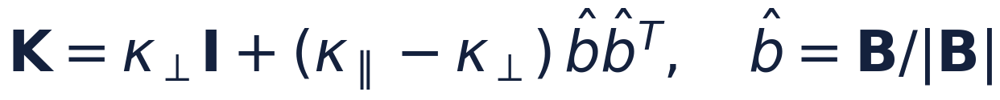 𝐊 = κ⊥𝐈 + (κ∥ − κ⊥) b̂b̂ᵀ, b̂ = 𝐁/|𝐁|